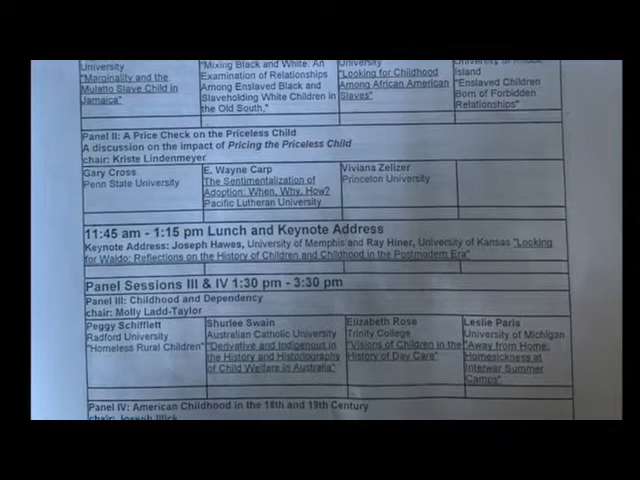 University
"Marginality and the
Mulatto Slave Child in
Jamaica"
"Mixing Black and White: An
Examination of Relationships
Among Enslaved Black and
Slaveholding White Children in
the Old South."
University
"Looking for Childhood
Among African American
Slaves"
Island
"Enslaved Children
Born of Forbidden
Relationships"
Panel II: A Price Check on the Priceless Child
A discussion on the impact of Pricing the Priceless Child
chair: Kriste Lindenmeyer
Gary Cross
Penn State University
E. Wayne Carp
The Sentimentalization of
Adoption: When, Why, How?
Pacific Lutheran University
Viviana Zelizer
Princeton University
11:45 am - 1:15 pm Lunch and Keynote Address
Keynote Address: Joseph Hawes, University of Memphis and Ray Hiner, University of Kansas "Looking
for Waldo: Reflections on the History of Children and Childhood in the Postmodern Era"
Panel Sessions III & IV 1:30 pm - 3:30 pm
Panel III: Childhood and Dependency
chair: Molly Ladd-Taylor
Peggy Schifflett
Radford University
"Homeless Rural Children"
Shurlee Swain
Australian Catholic University
"Derivative and Indigenous in
the History and Historiography
of Child Welfare in Australia"
Elizabeth Rose
Trinity College
"Visions of Children in the
History of Day Care"
Leslie Paris
University of Michigan
"Away from Home:
Homesickness at
Interwar Summer
Camps"
Panel IV: American Childhood in the 18th and 19th Century
chair: Joseph Illick